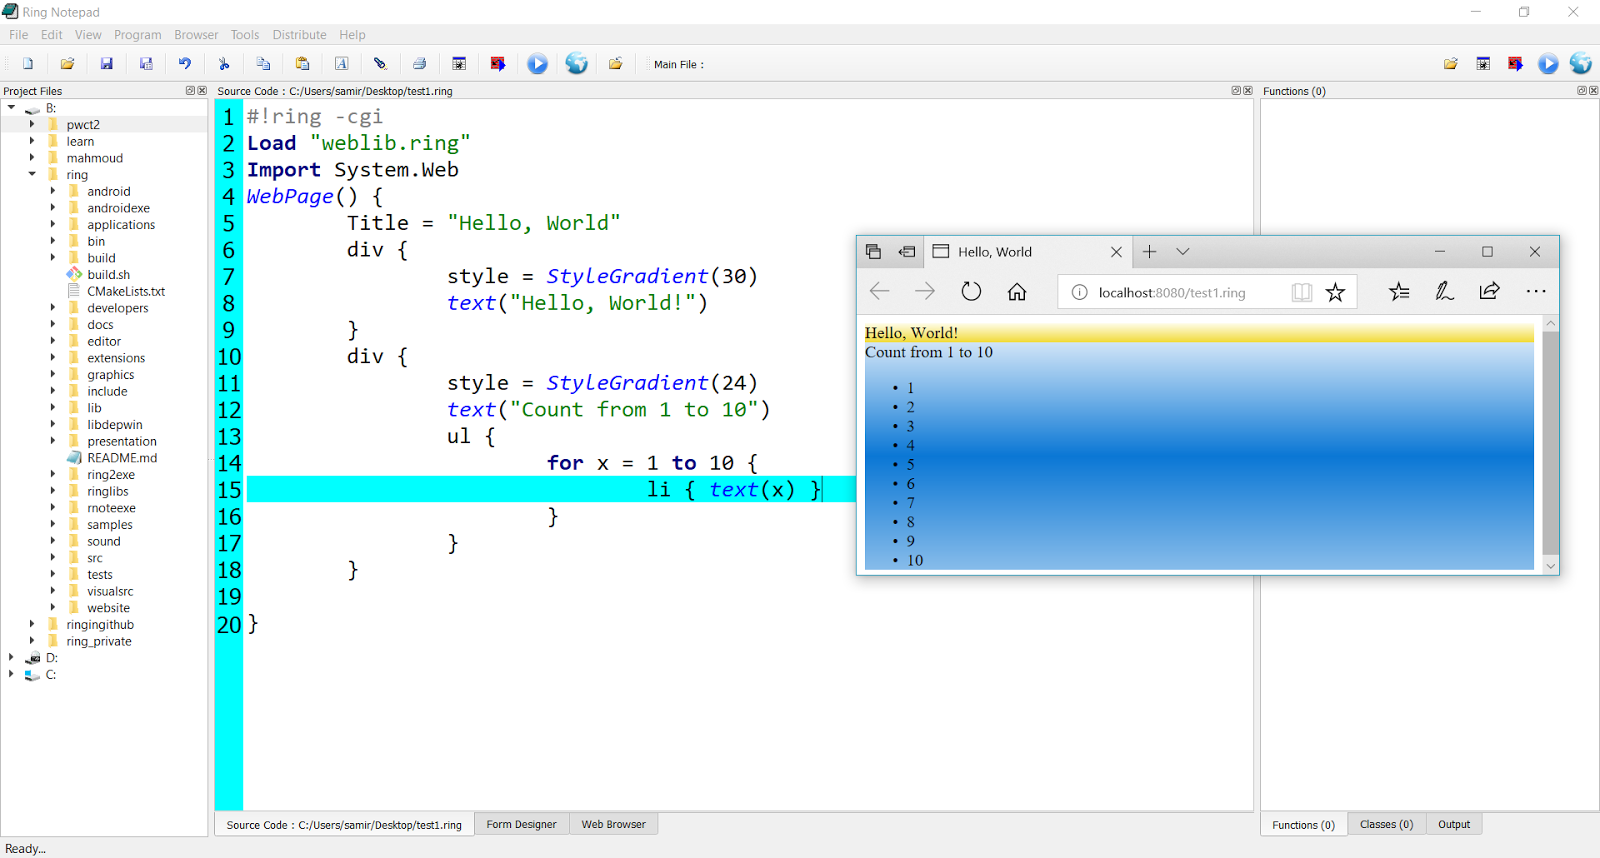 Ring Notepad
File Edit View Program Browser Tools Distribute Help
Main File :
Project Files
B:
pwct2
learn
mahmoud
ring
android
androidexe
applications
bin
build
build.sh
CMakeLists.txt
developers
docs
editor
extensions
graphics
include
lib
libdepwin
presentation
README.md
ring2exe
ringlibs
rnoteexe
samples
sound
src
tests
visualsrc
website
ringingithub
ring_private
D:
C:
Source Code : C:/Users/samir/Desktop/test1.ring
1 #!ring -cgi
2 Load "weblib.ring"
3 Import System.Web
4 WebPage() {
5 Title = "Hello, World"
6 div {
7 style = StyleGradient(30)
8 text("Hello, World!")
9 }
10 div {
11 style = StyleGradient(24)
12 text("Count from 1 to 10")
13 ul {
14 for x = 1 to 10 {
15 li { text(x) }
16 }
17 }
18 }
19
20 }
Source Code : C:/Users/samir/Desktop/test1.ring Form Designer Web Browser
Hello, World
localhost:8080/test1.ring
Hello, World!
Count from 1 to 10
• 1
• 2
• 3
• 4
• 5
• 6
• 7
• 8
• 9
• 10
Functions (0)
Functions (0) Classes (0) Output
Ready...